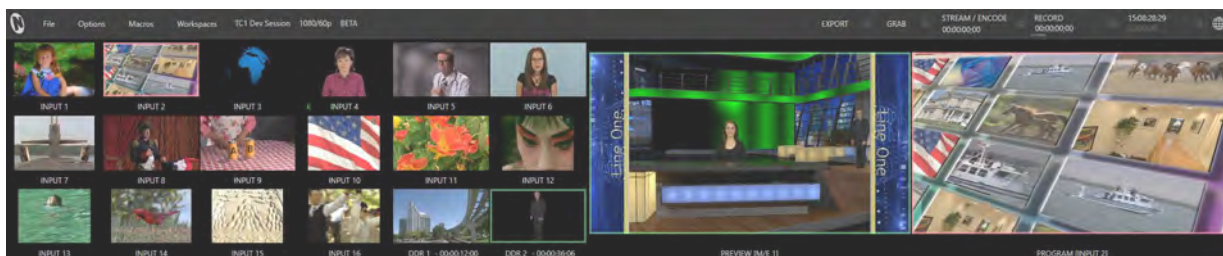 File Options Macros Workspaces TC1 Dev Session 1080/60p BETA EXPORT GRAB STREAM / ENCODE RECORD 15:08:28:29
00:00:00:00 00:00:00:00
INPUT 1 INPUT 2 INPUT 3 INPUT 4 INPUT 5 INPUT 6
Line One Line One
INPUT 7 INPUT 8 INPUT 9 INPUT 10 INPUT 11 INPUT 12
INPUT 13 INPUT 14 INPUT 15 INPUT 16 DDR 1 - 00:00:12:00 DDR 2 - 00:00:36:06 PREVIEW [M/E 1] PROGRAM [INPUT 2]